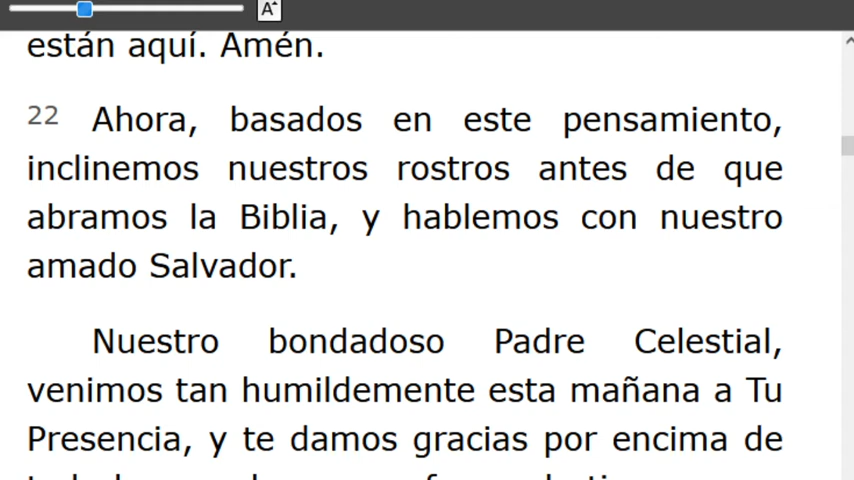 A
están aquí. Amén.
22 Ahora, basados en este pensamiento,
inclinemos nuestros rostros antes de que
abramos la Biblia, y hablemos con nuestro
amado Salvador.
Nuestro bondadoso Padre Celestial,
venimos tan humildemente esta mañana a Tu
Presencia, y te damos gracias por encima de